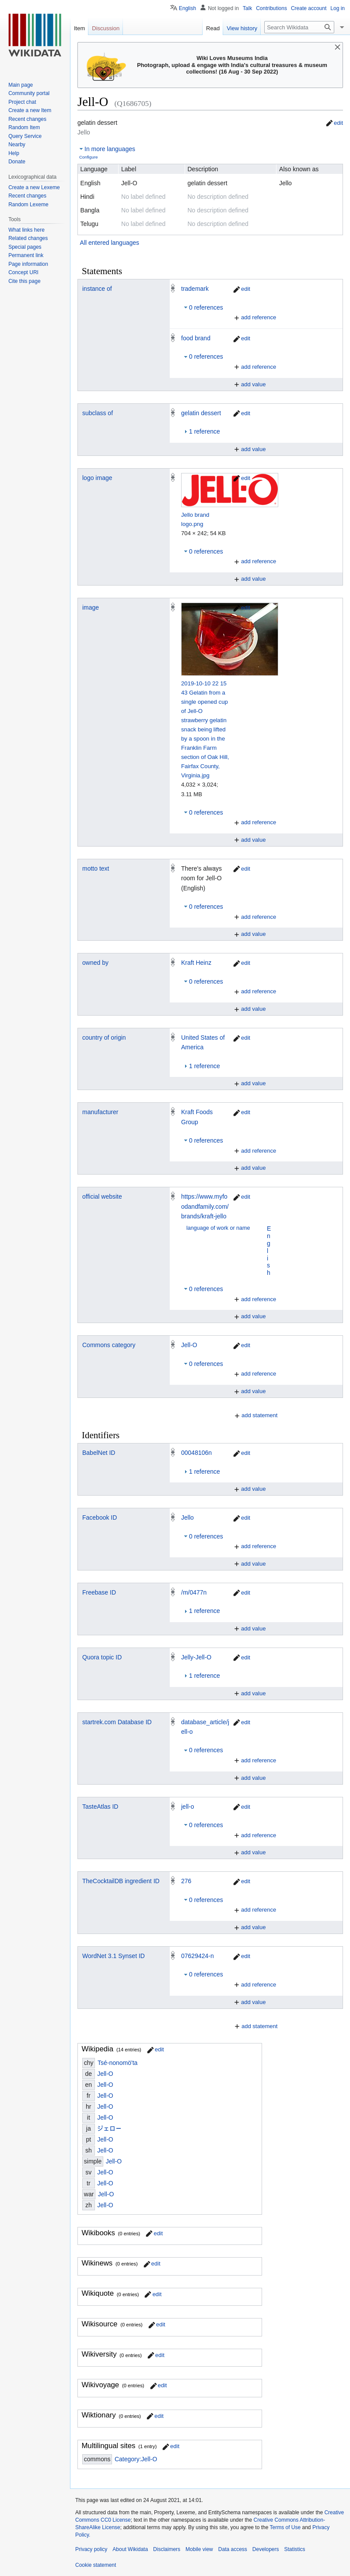 English Not logged in Talk Contributions Create account Log in
WIKIDATA
Item Discussion Read View history Search Wikidata
Main page
Community portal
Project chat
Create a new Item
Recent changes
Random Item
Query Service
Nearby
Help
Donate
Lexicographical data
Create a new Lexeme
Recent changes
Random Lexeme
Tools
What links here
Related changes
Special pages
Permanent link
Page information
Concept URI
Cite this page
Wiki Loves Museums India
Photograph, upload & engage with India's cultural treasures & museum
collections! (16 Aug - 30 Sep 2022)
Jell-O (Q1686705)
gelatin dessert edit
Jello
In more languages
Configure
Language Label Description Also known as
English Jell-O gelatin dessert Jello
Hindi No label defined No description defined
Bangla No label defined No description defined
Telugu No label defined No description defined
All entered languages
Statements
instance of trademark edit
0 references
add reference
food brand edit
0 references
add reference
add value
subclass of gelatin dessert edit
1 reference
add value
logo image edit
JELL-O
Jello brand
logo.png
704 × 242; 54 KB
0 references
add reference
add value
image
2019-10-10 22 15
43 Gelatin from a
single opened cup
of Jell-O
strawberry gelatin
snack being lifted
by a spoon in the
Franklin Farm
section of Oak Hill,
Fairfax County,
Virginia.jpg
4,032 × 3,024;
3.11 MB
0 references
add reference
add value
motto text There's always edit
room for Jell-O
(English)
0 references
add reference
add value
owned by Kraft Heinz edit
0 references
add reference
add value
country of origin United States of edit
America
1 reference
add value
manufacturer Kraft Foods edit
Group
0 references
add reference
add value
official website https://www.myfo edit
odandfamily.com/
brands/kraft-jello
language of work or name E
n
g
l
i
s
h
0 references
add reference
add value
Commons category Jell-O edit
0 references
add reference
add value
add statement
Identifiers
BabelNet ID 00048106n edit
1 reference
add value
Facebook ID Jello edit
0 references
add reference
add value
Freebase ID /m/0477n edit
1 reference
add value
Quora topic ID Jelly-Jell-O edit
1 reference
add value
startrek.com Database ID database_article/j edit
ell-o
0 references
add reference
add value
TasteAtlas ID jell-o edit
0 references
add reference
add value
TheCocktailDB ingredient ID 276 edit
0 references
add reference
add value
WordNet 3.1 Synset ID 07629424-n edit
0 references
add reference
add value
add statement
Wikipedia (14 entries) edit
chy Tsé-nonomó'ta
de Jell-O
en Jell-O
fr Jell-O
hr Jell-O
it Jell-O
ja ジェロー
pt Jell-O
sh Jell-O
simple Jell-O
sv Jell-O
tr Jell-O
war Jell-O
zh Jell-O
Wikibooks (0 entries) edit
Wikinews (0 entries) edit
Wikiquote (0 entries) edit
Wikisource (0 entries) edit
Wikiversity (0 entries) edit
Wikivoyage (0 entries) edit
Wiktionary (0 entries) edit
Multilingual sites (1 entry) edit
commons Category:Jell-O
This page was last edited on 24 August 2021, at 14:01.
All structured data from the main, Property, Lexeme, and EntitySchema namespaces is available under the Creative
Commons CC0 License; text in the other namespaces is available under the Creative Commons Attribution-
ShareAlike License; additional terms may apply. By using this site, you agree to the Terms of Use and Privacy
Policy.
Privacy policy About Wikidata Disclaimers Mobile view Data access Developers Statistics
Cookie statement